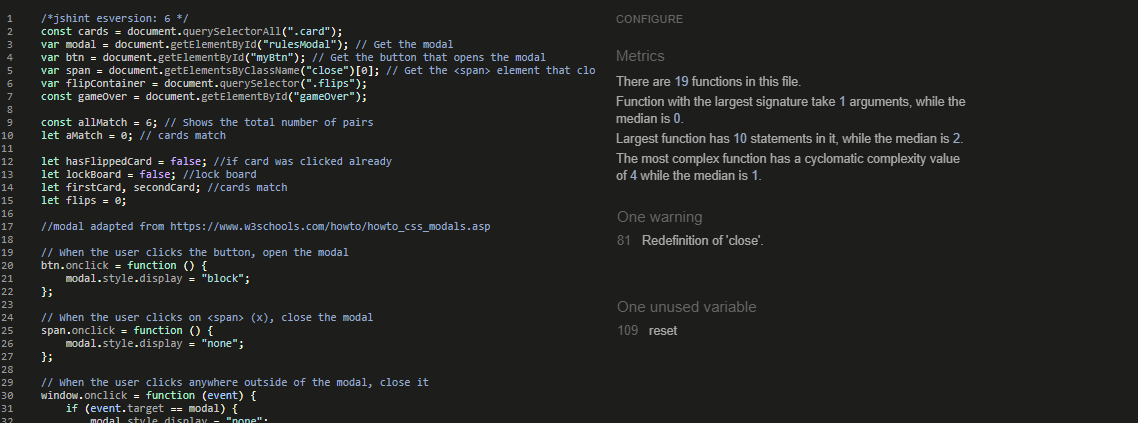 1 /*jshint esversion: 6 */
2 const cards = document.querySelectorAll(".card");
3 var modal = document.getElementById("rulesModal"); // Get the modal
4 var btn = document.getElementById("myBtn"); // Get the button that opens the modal
5 var span = document.getElementsByClassName("close")[0]; // Get the <span> element that clo
6 var flipContainer = document.querySelector(".flips");
7 const gameOver = document.getElementById("gameOver");
8
9 const allMatch = 6; // Shows the total number of pairs
10 let aMatch = 0; // cards match
11
12 let hasFlippedCard = false; //if card was clicked already
13 let lockBoard = false; //lock board
14 let firstCard, secondCard; //cards match
15 let flips = 0;
16
17 //modal adapted from https://www.w3schools.com/howto/howto_css_modals.asp
18
19 // When the user clicks the button, open the modal
20 btn.onclick = function () {
21 modal.style.display = "block";
22 };
23
24 // When the user clicks on <span> (x), close the modal
25 span.onclick = function () {
26 modal.style.display = "none";
27 };
28
29 // When the user clicks anywhere outside of the modal, close it
30 window.onclick = function (event) {
31 if (event.target == modal) {
32 modal.style.display = "none";
CONFIGURE
Metrics
There are 19 functions in this file.
Function with the largest signature take 1 arguments, while the
median is 0.
Largest function has 10 statements in it, while the median is 2.
The most complex function has a cyclomatic complexity value
of 4 while the median is 1.
One warning
81 Redefinition of 'close'.
One unused variable
109 reset